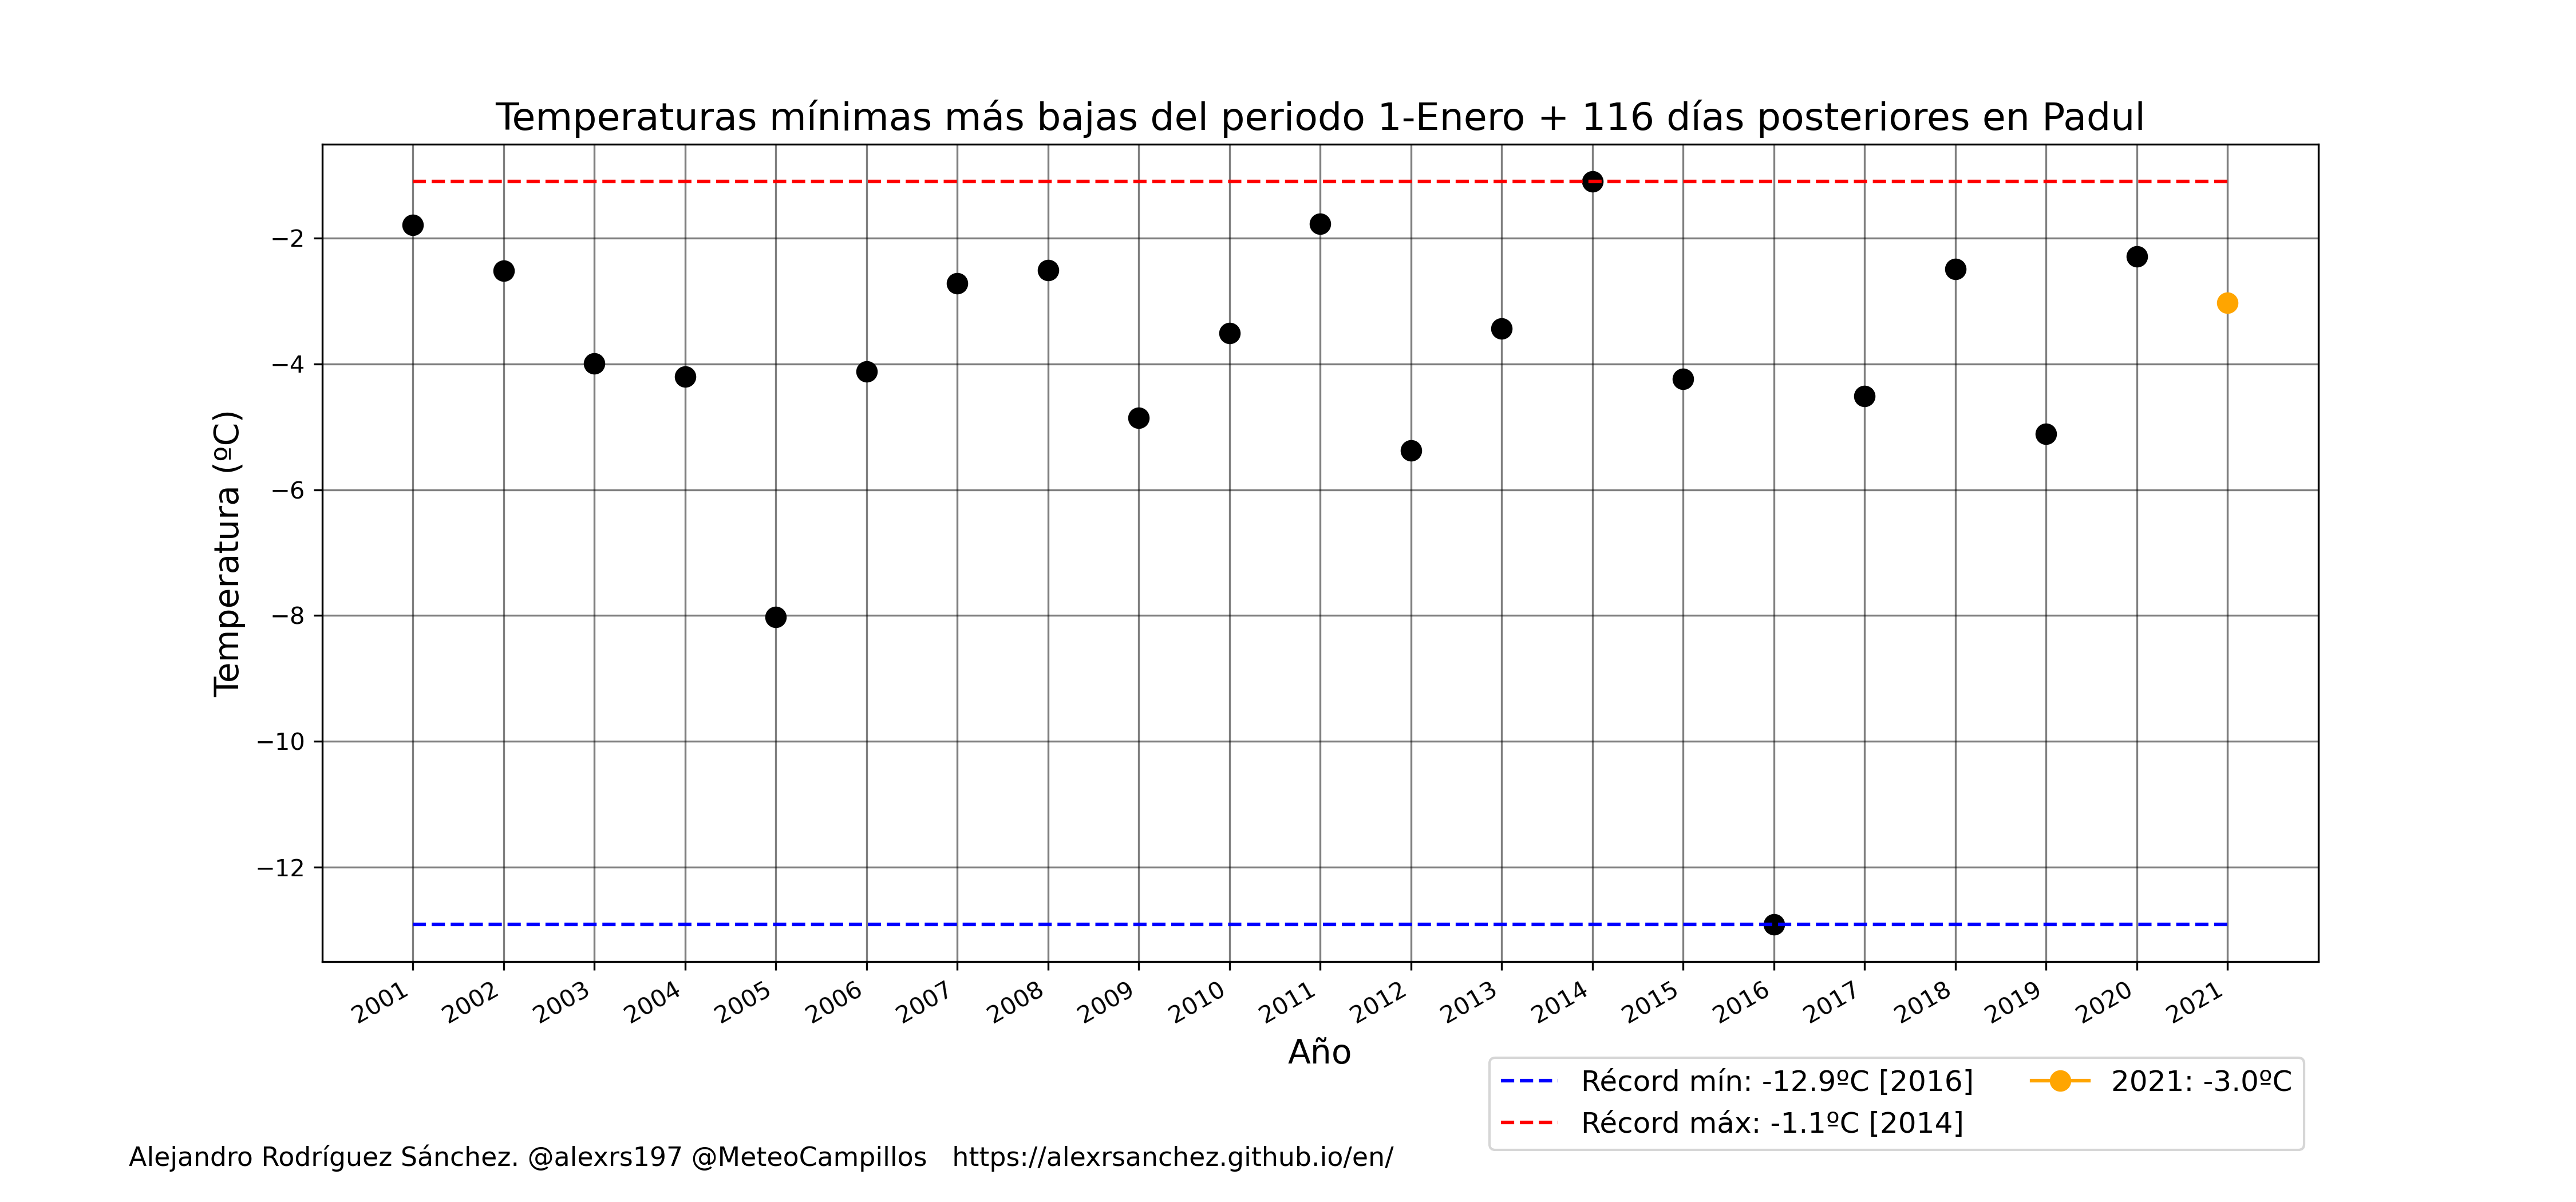 Temperaturas mínimas más bajas del periodo 1-Enero + 116 días posteriores en Padul
Temperatura (ºC)
−2
−4
−6
−8
−10
−12
2001 2002 2003 2004 2005 2006 2007 2008 2009 2010 2011 2012 2013 2014 2015 2016 2017 2018 2019 2020 2021
Año
Récord mín: -12.9ºC [2016]
Récord máx: -1.1ºC [2014]
2021: -3.0ºC
Alejandro Rodríguez Sánchez. @alexrs197 @MeteoCampillos https://alexrsanchez.github.io/en/